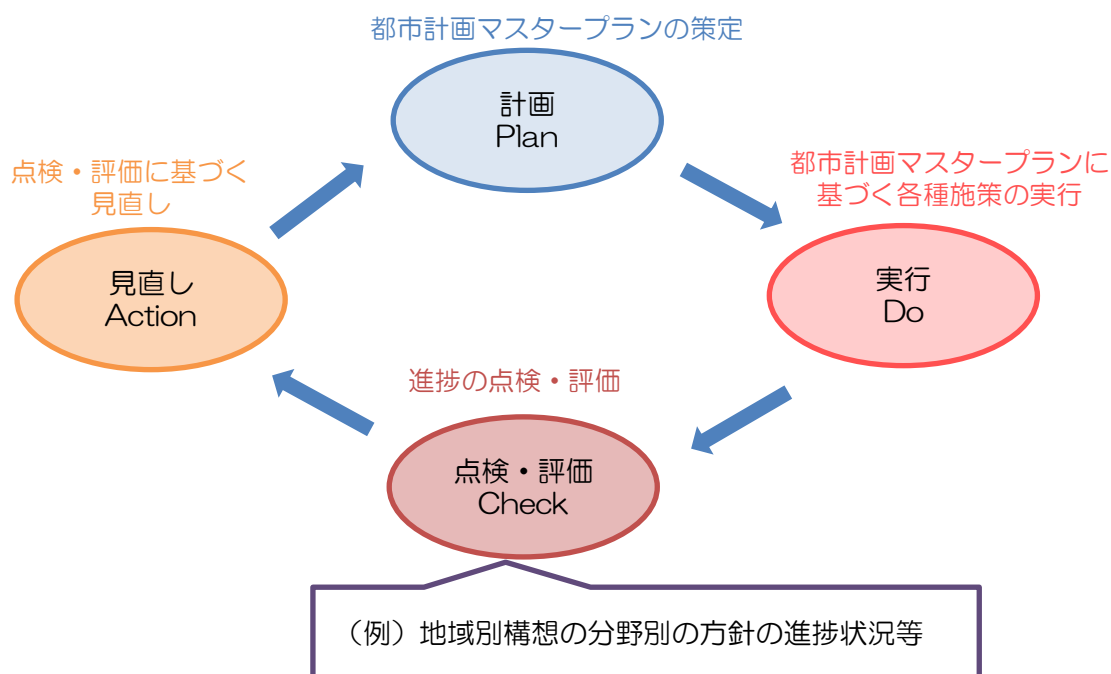 都市計画マスタープランの策定
計画
Plan
都市計画マスタープランに
基づく各種施策の実行
実行
Do
進捗の点検・評価
点検・評価
Check
（例）地域別構想の分野別の方針の進捗状況等
点検・評価に基づく
見直し
見直し
Action